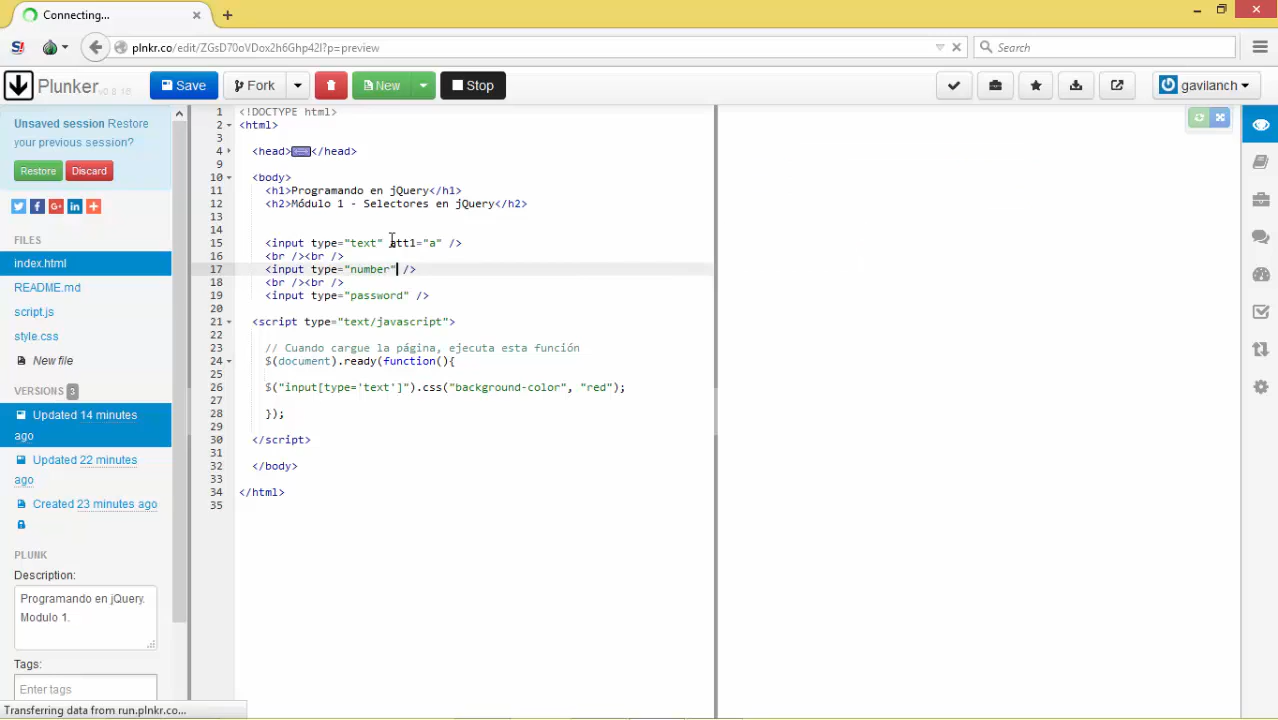 Connecting...
plnkr.co/edit/ZGsD70oVDox2h6Ghp42I?p=preview
Search
Plunker v0.8.18
Save
Fork
New
Stop
gavilanch
Unsaved session Restore
your previous session?
Restore Discard
FILES
index.html
README.md
script.js
style.css
New file
VERSIONS 3
Updated 14 minutes
ago
Updated 22 minutes
ago
Created 23 minutes ago
PLUNK
Description:
Programando en jQuery.
Modulo 1.
Tags:
Enter tags
Transferring data from run.plnkr.co...
1 <!DOCTYPE html>
2 <html>
3
4 <head></head>
9
10 <body>
11 <h1>Programando en jQuery</h1>
12 <h2>Módulo 1 - Selectores en jQuery</h2>
13
14
15 <input type="text" att1="a" />
16 <br /><br />
17 <input type="number" />
18 <br /><br />
19 <input type="password" />
20
21 <script type="text/javascript">
22
23 // Cuando cargue la página, ejecuta esta función
24 $(document).ready(function(){
25
26 $("input[type='text']").css("background-color", "red");
27
28 });
29
30 </script>
31
32 </body>
33
34 </html>
35